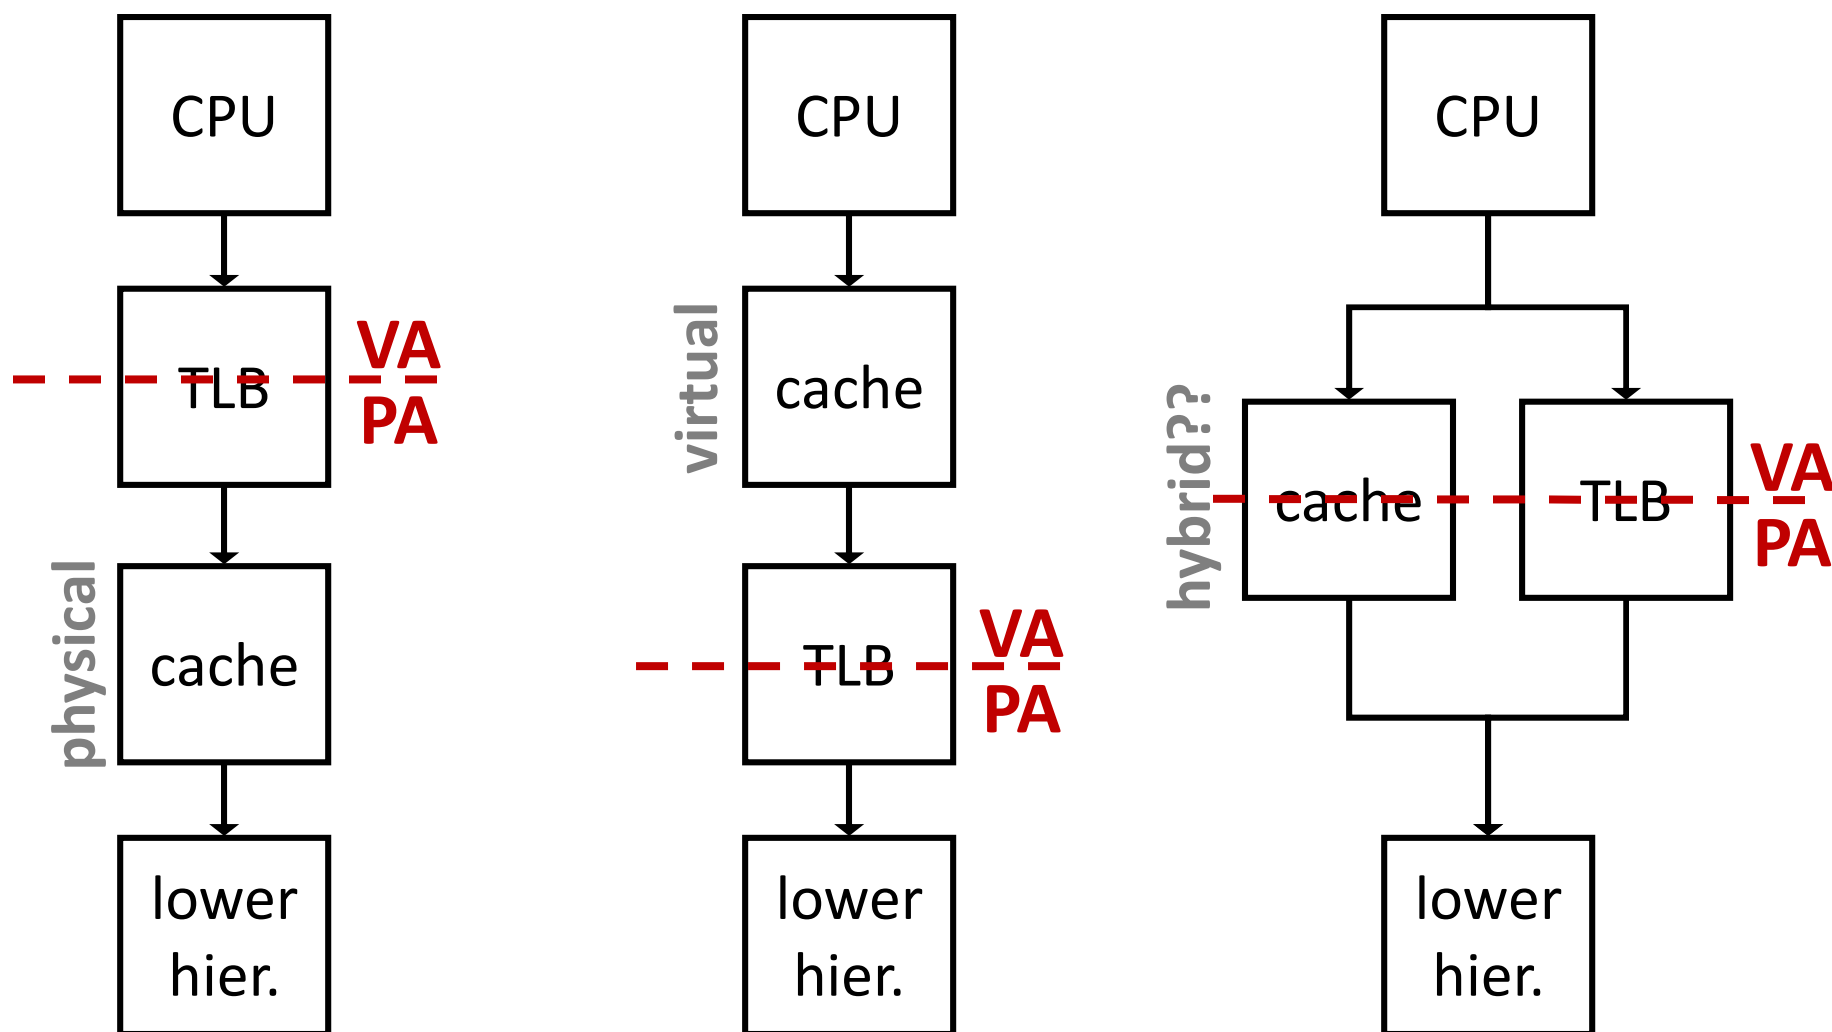 CPU
TLB
VA
PA
physical
cache
lower
hier.
CPU
virtual
cache
TLB
VA
PA
lower
hier.
CPU
hybrid??
cache
TLB
VA
PA
lower
hier.